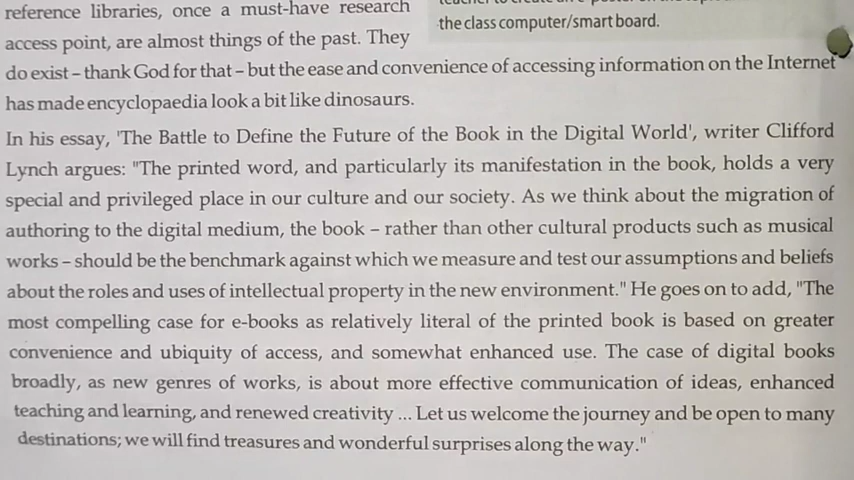 reference libraries, once a must-have research
access point, are almost things of the past. They
the class computer/smart board.
do exist – thank God for that – but the ease and convenience of accessing information on the Internet
has made encyclopaedia look a bit like dinosaurs.
In his essay, 'The Battle to Define the Future of the Book in the Digital World', writer Clifford
Lynch argues: "The printed word, and particularly its manifestation in the book, holds a very
special and privileged place in our culture and our society. As we think about the migration of
authoring to the digital medium, the book – rather than other cultural products such as musical
works – should be the benchmark against which we measure and test our assumptions and beliefs
about the roles and uses of intellectual property in the new environment." He goes on to add, "The
most compelling case for e-books as relatively literal of the printed book is based on greater
convenience and ubiquity of access, and somewhat enhanced use. The case of digital books
broadly, as new genres of works, is about more effective communication of ideas, enhanced
teaching and learning, and renewed creativity ... Let us welcome the journey and be open to many
destinations; we will find treasures and wonderful surprises along the way."